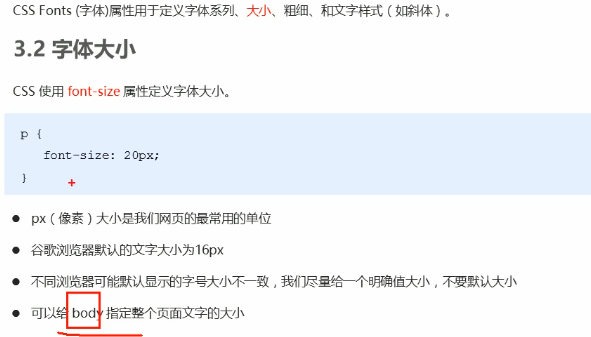 CSS Fonts (字体)属性用于定义字体系列、大小、粗细、和文字样式（如斜体）。
3.2 字体大小
CSS 使用 font-size 属性定义字体大小。
p {
font-size: 20px;
}
● px（像素）大小是我们网页的最常用的单位
● 谷歌浏览器默认的文字大小为16px
● 不同浏览器可能默认显示的字号大小不一致，我们尽量给一个明确值大小，不要默认大小
● 可以给 body 指定整个页面文字的大小